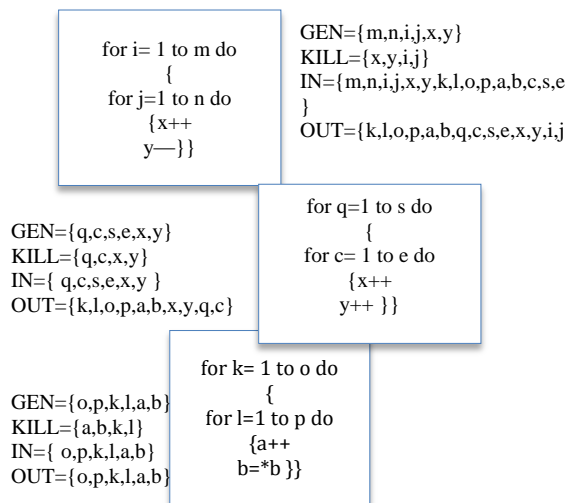 for i= 1 to m do
{
for j=1 to n do
{x++
y—}}
GEN={m,n,i,j,x,y}
KILL={x,y,i,j}
IN={m,n,i,j,x,y,k,l,o,p,a,b,c,s,e
}
OUT={k,l,o,p,a,b,q,c,s,e,x,y,i,j
for q=1 to s do
{
for c= 1 to e do
{x++
y++ }}
GEN={q,c,s,e,x,y}
KILL={q,c,x,y}
IN={ q,c,s,e,x,y }
OUT={k,l,o,p,a,b,x,y,q,c}
for k= 1 to o do
{
for l=1 to p do
{a++
b=*b }}
GEN={o,p,k,l,a,b}
KILL={a,b,k,l}
IN={ o,p,k,l,a,b}
OUT={o,p,k,l,a,b}